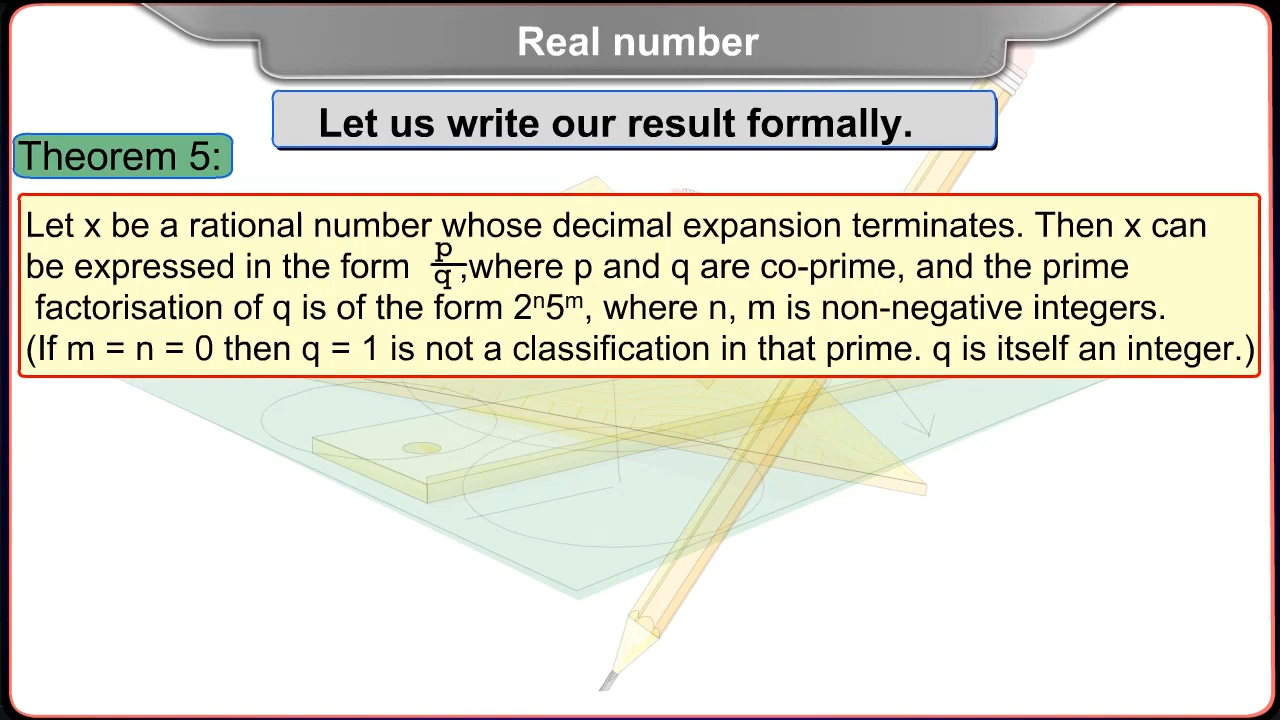 Real number
Let us write our result formally.
Theorem 5:
Let x be a rational number whose decimal expansion terminates. Then x can
be expressed in the form p/q ,where p and q are co-prime, and the prime
factorisation of q is of the form 2ⁿ5ᵐ, where n, m is non-negative integers.
(If m = n = 0 then q = 1 is not a classification in that prime. q is itself an integer.)